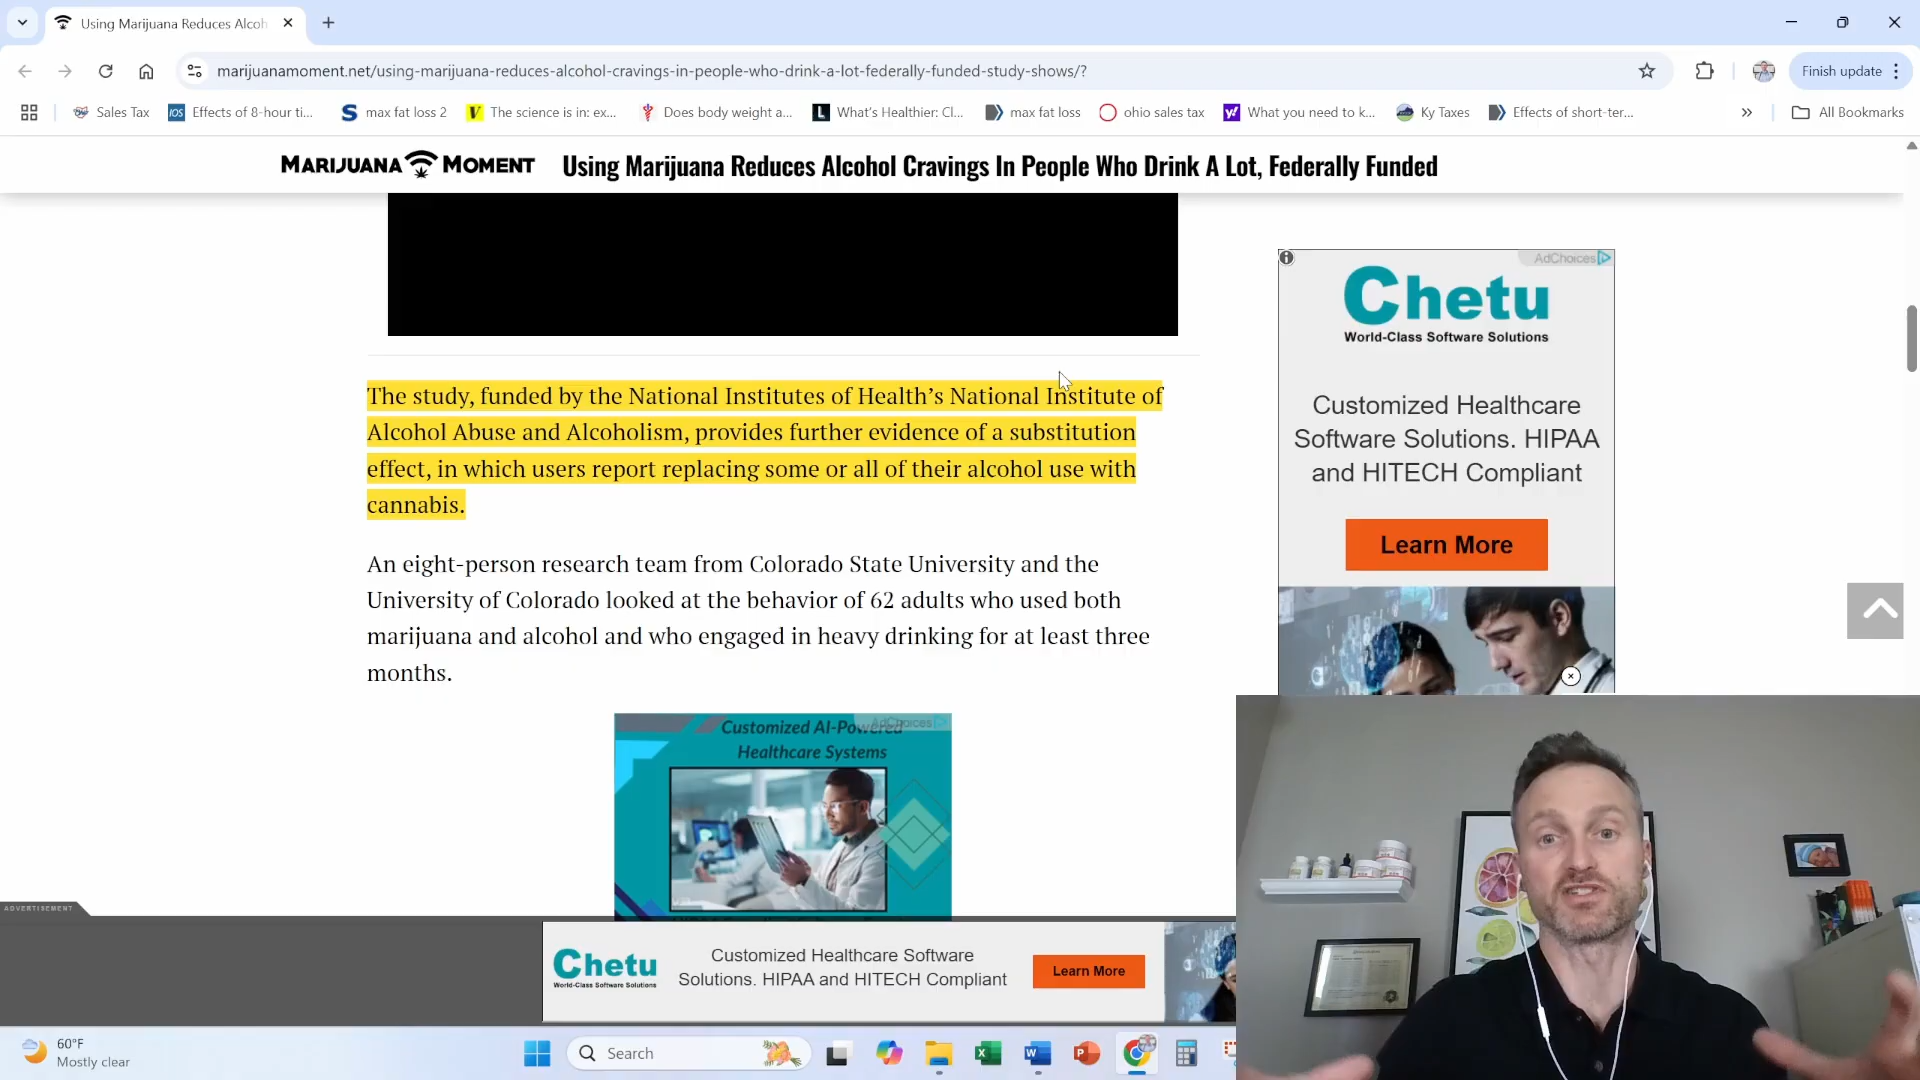 Using Marijuana Reduces Alcoh
marijuanamoment.net/using-marijuana-reduces-alcohol-cravings-in-people-who-drink-a-lot-federally-funded-study-shows/?
Finish update
Sales Tax
IOS
Effects of 8-hour ti...
S
max fat loss 2
V
The science is in: ex...
Does body weight a...
L
What's Healthier: Cl...
max fat loss
ohio sales tax
What you need to k...
Ky Taxes
Effects of short-ter...
All Bookmarks
MARIJUANA MOMENT
Using Marijuana Reduces Alcohol Cravings In People Who Drink A Lot, Federally Funded
The study, funded by the National Institutes of Health's National Institute of
Alcohol Abuse and Alcoholism, provides further evidence of a substitution
effect, in which users report replacing some or all of their alcohol use with
cannabis.
An eight-person research team from Colorado State University and the
University of Colorado looked at the behavior of 62 adults who used both
marijuana and alcohol and who engaged in heavy drinking for at least three
months.
AdChoices
Chetu
World-Class Software Solutions
Customized Healthcare
Software Solutions. HIPAA
and HITECH Compliant
Learn More
AdChoices
Customized AI-Powered
Healthcare Systems
ADVERTISEMENT
Chetu
World-Class Software Solutions
Customized Healthcare Software
Solutions. HIPAA and HITECH Compliant
Learn More
60°F
Mostly clear
Search